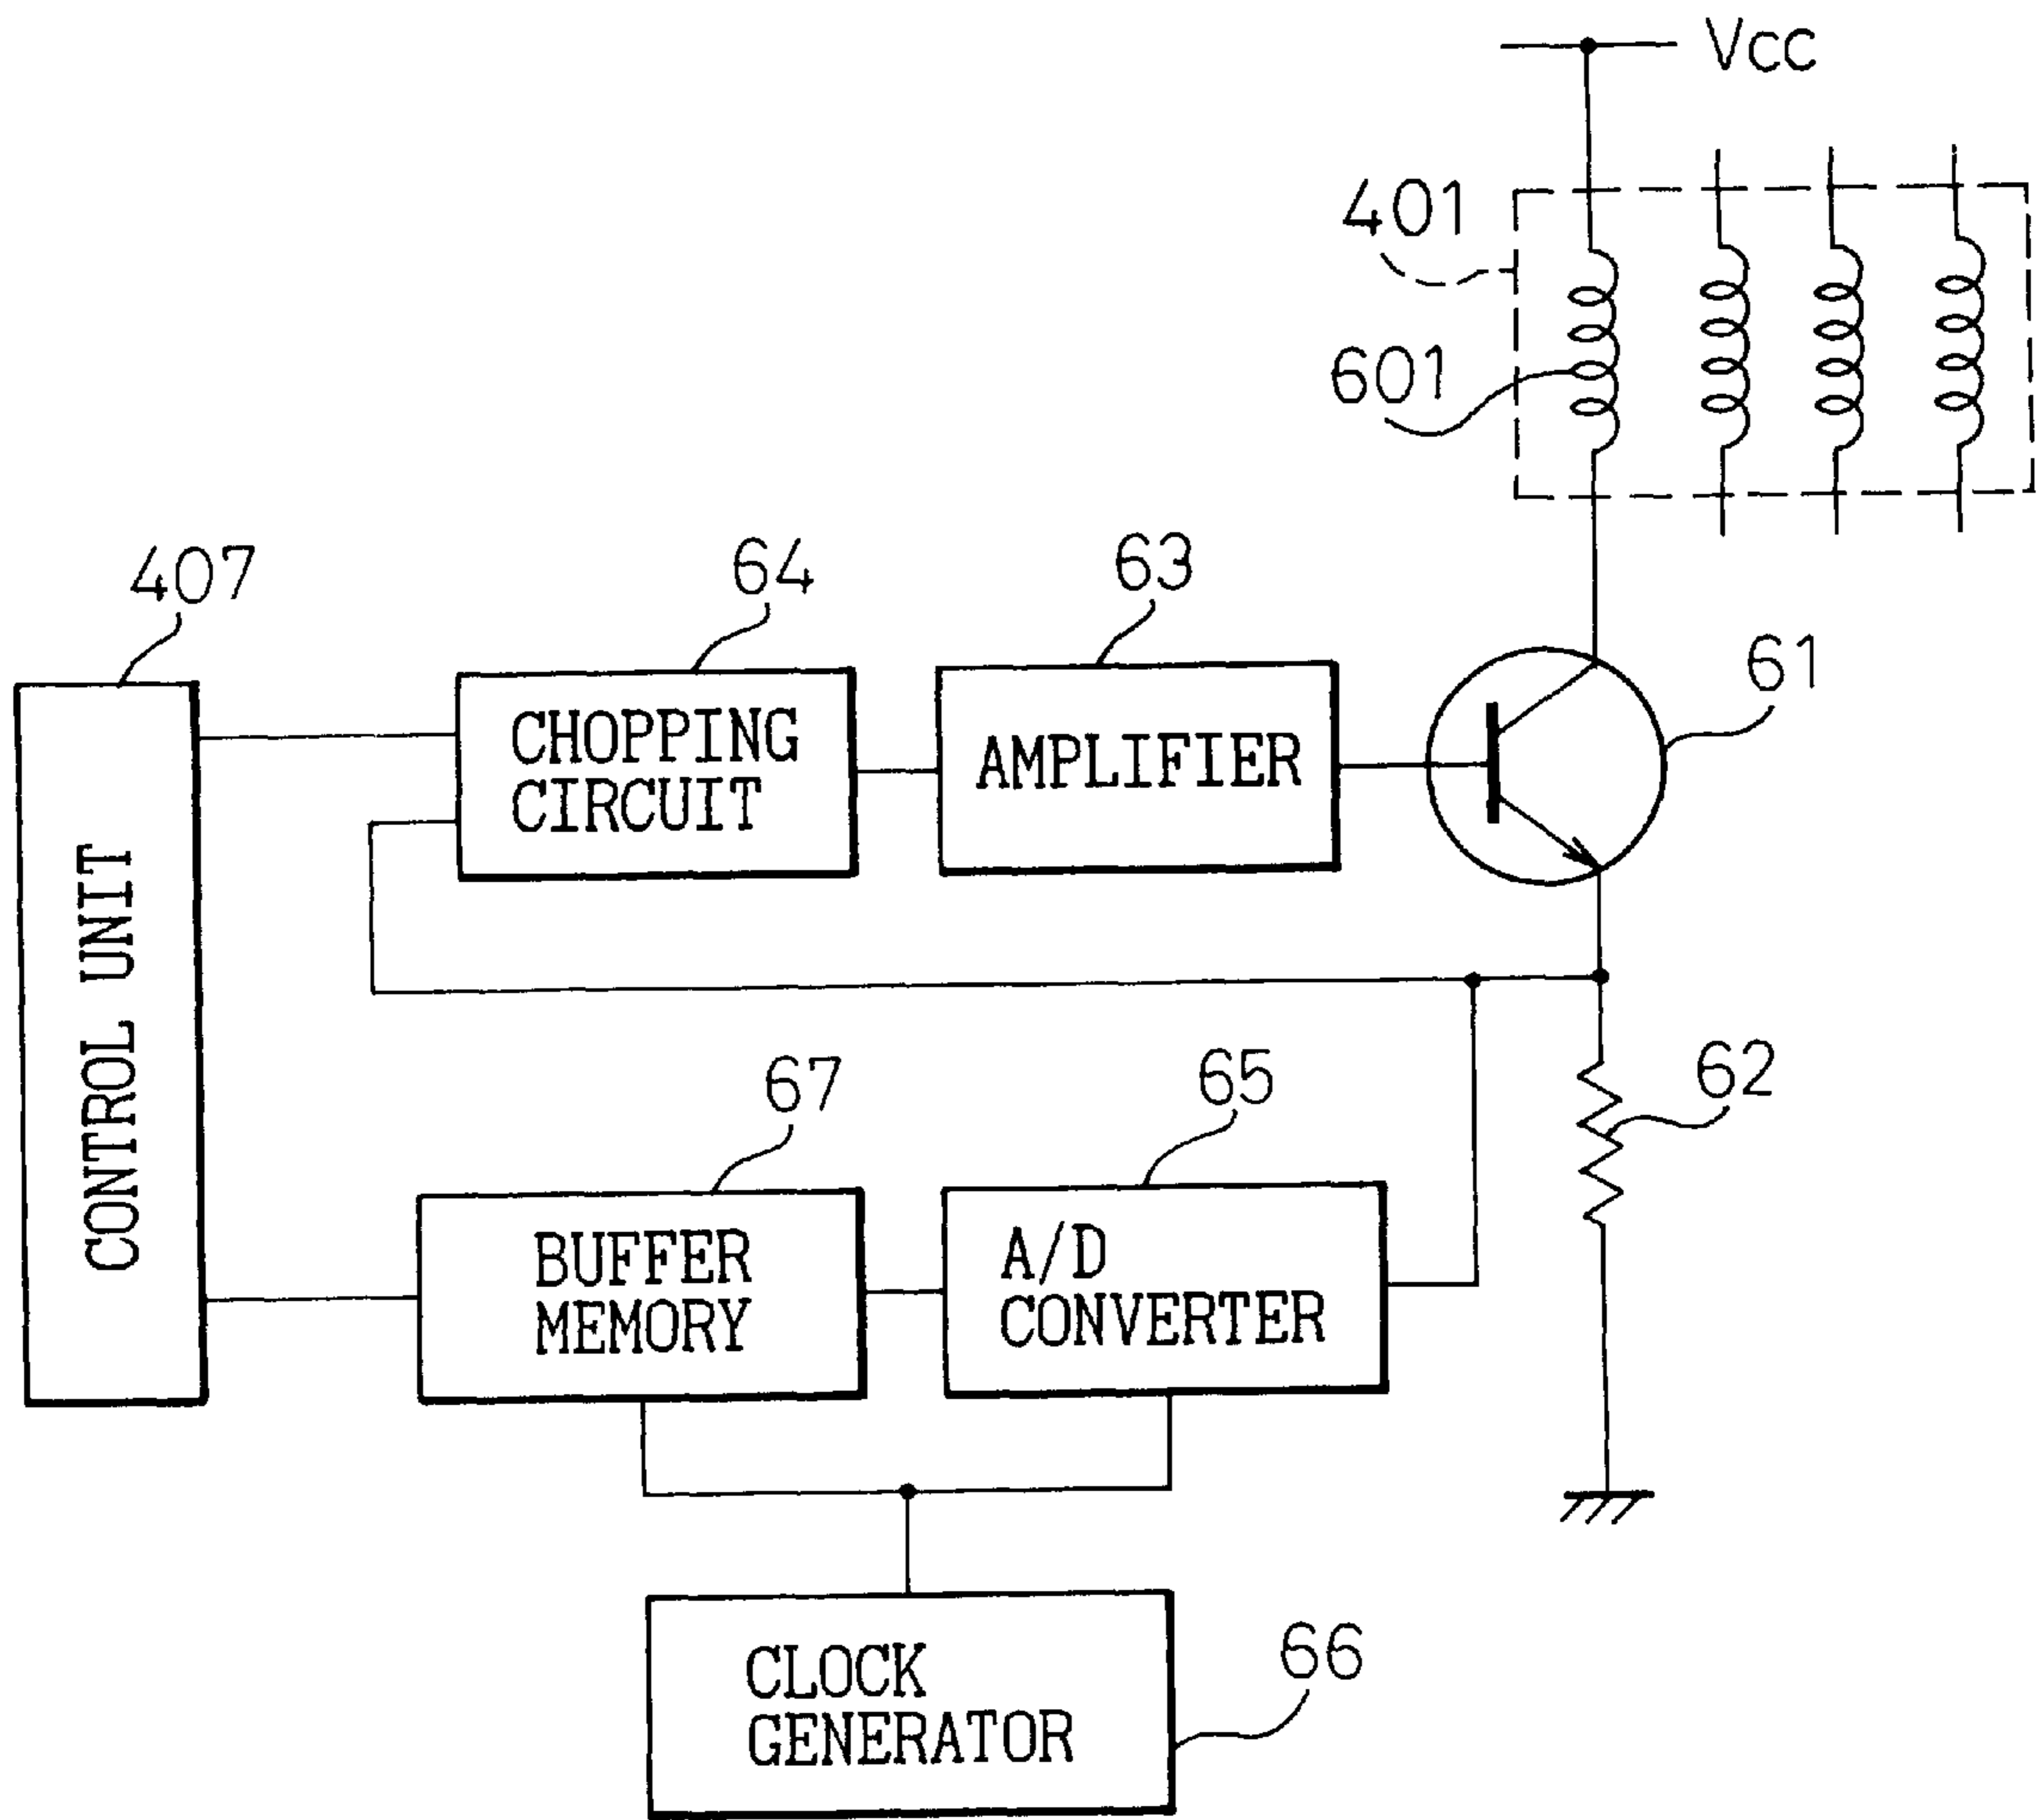 Vcc
401
601
407
64
63
61
CHOPPING
CIRCUIT
AMPLIFIER
CONTROL UNIT
67
65
62
BUFFER
MEMORY
A/D
CONVERTER
CLOCK
GENERATOR
66